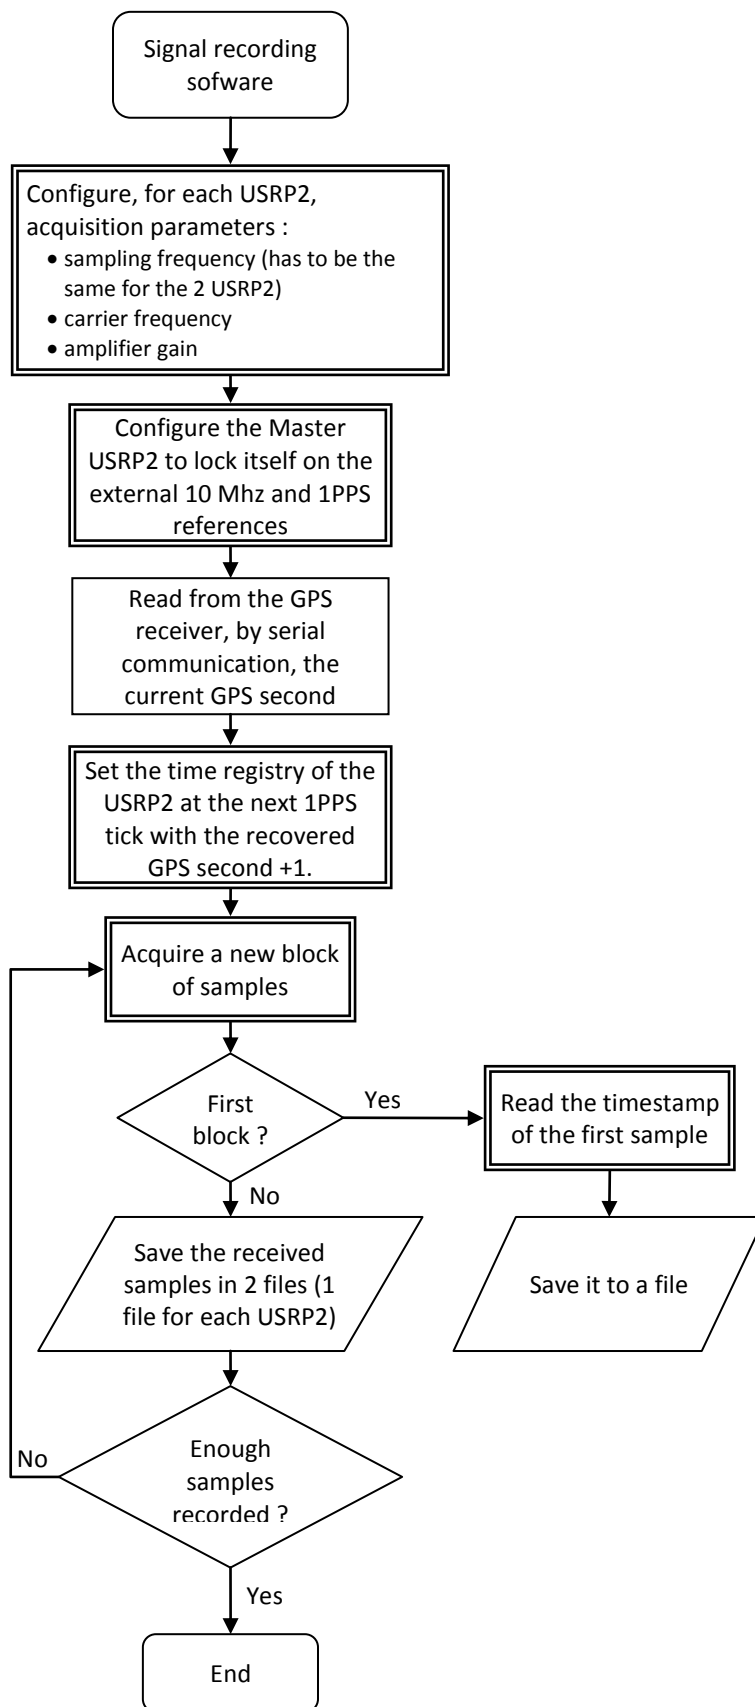 Signal recording
sofware
Configure, for each USRP2,
acquisition parameters :
• sampling frequency (has to be the
same for the 2 USRP2)
• carrier frequency
• amplifier gain
Configure the Master
USRP2 to lock itself on the
external 10 Mhz and 1PPS
references
Read from the GPS
receiver, by serial
communication, the
current GPS second
Set the time registry of the
USRP2 at the next 1PPS
tick with the recovered
GPS second +1.
Acquire a new block
of samples
First
block ?
Yes
Read the timestamp
of the first sample
No
Save the received
samples in 2 files (1
file for each USRP2)
Save it to a file
Enough
samples
recorded ?
No
Yes
End